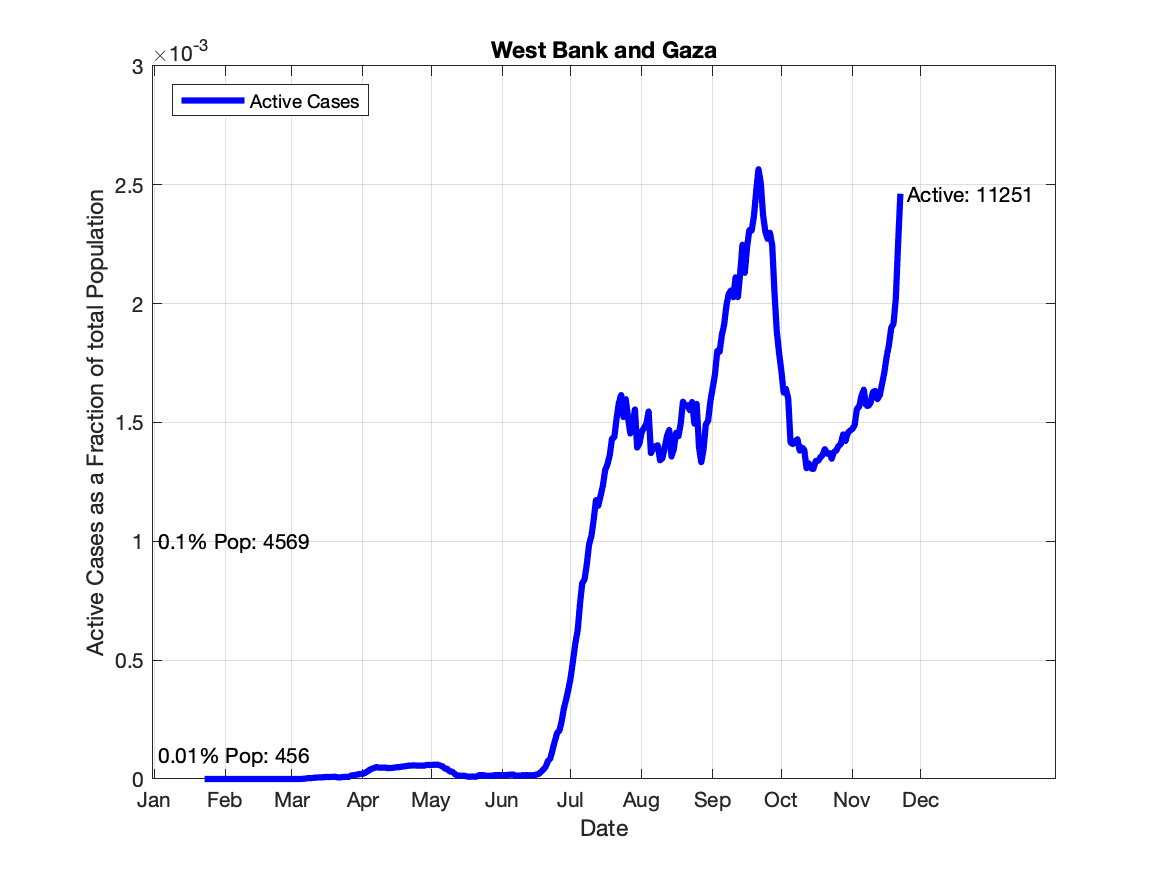 West Bank and Gaza
×10-3
3
2.5
2
1.5
1
0.5
0
Active Cases
Active: 11251
0.1% Pop: 4569
0.01% Pop: 456
Active Cases as a Fraction of total Population
Jan Feb Mar Apr May Jun Jul Aug Sep Oct Nov Dec
Date